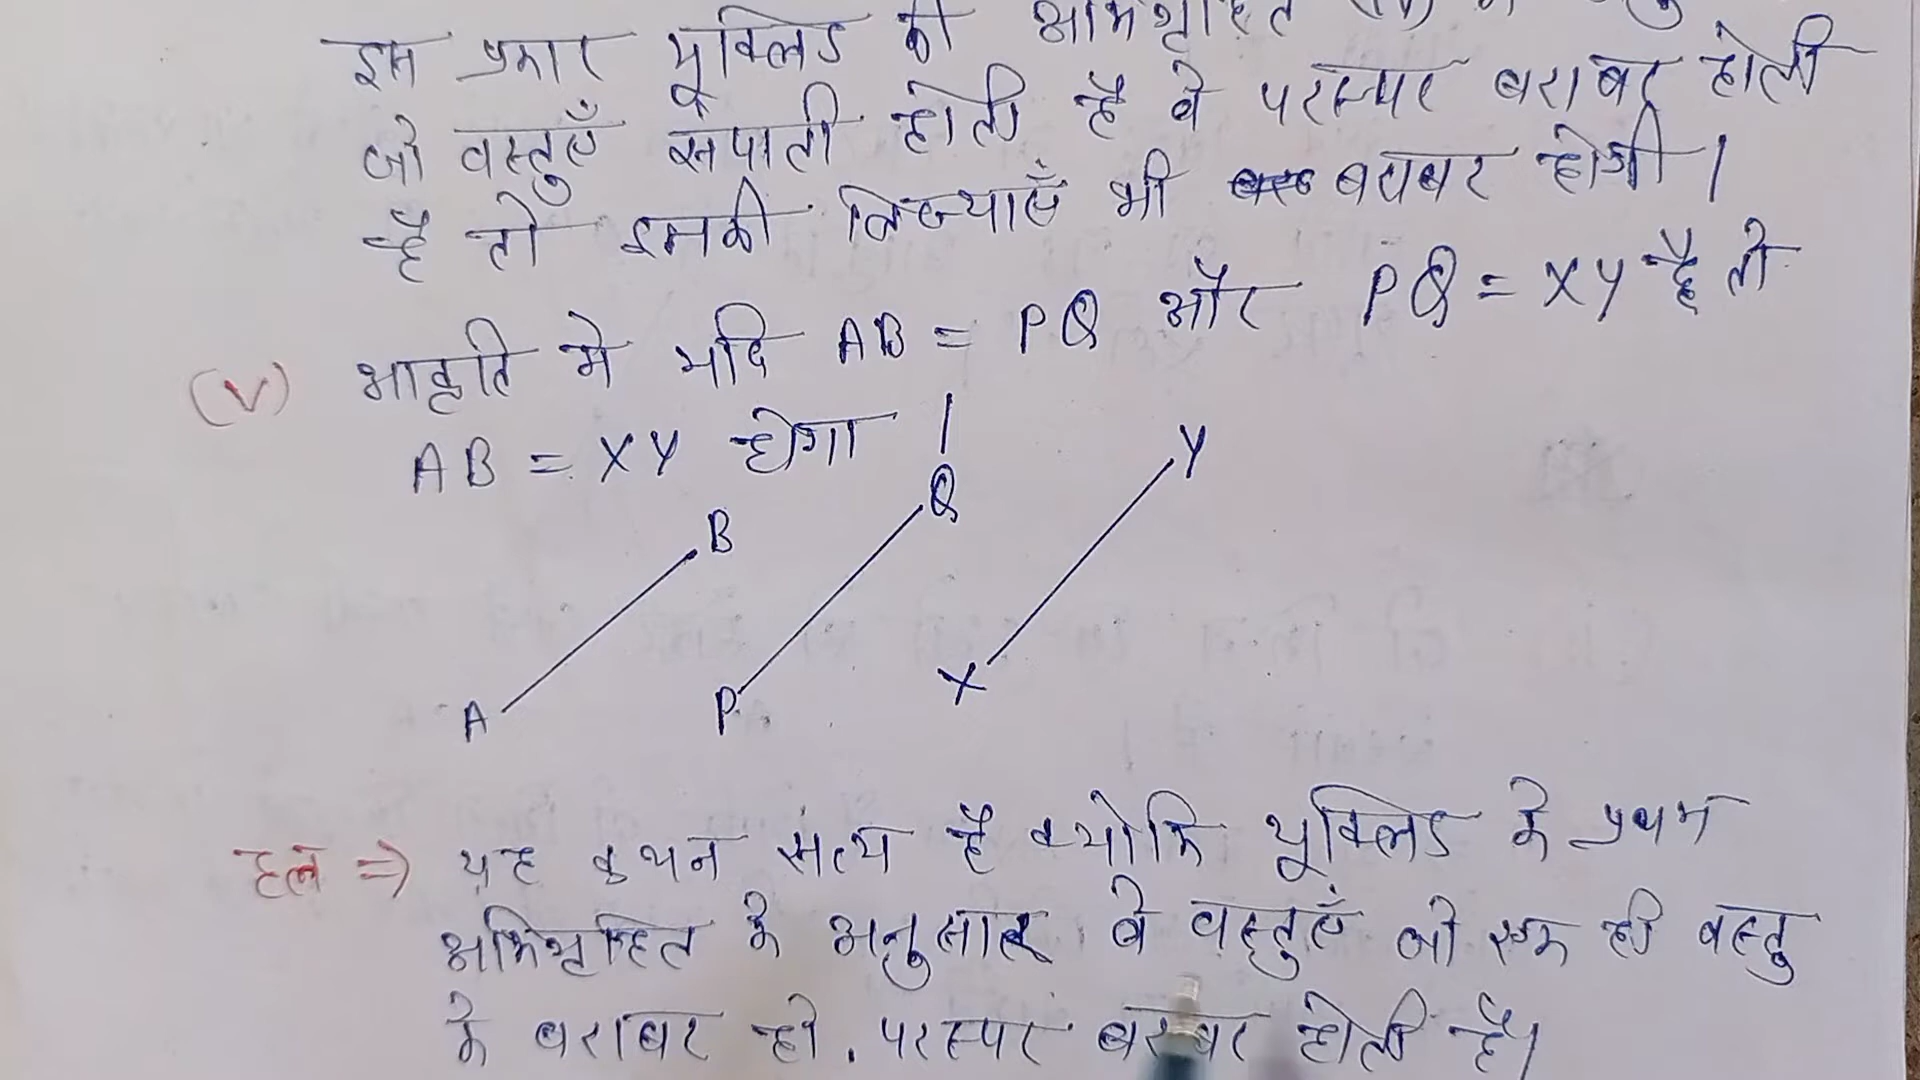 इस प्रकार यूक्लिड की अभिगृहित (iv) में
जो वस्तुएँ संपाती होती है वे परस्पर बराबर होती
है तो इनकी त्रिज्याएँ भी बराबर होगी।
(V) आकृति मे यदि AB = PQ और PQ = XY है तो
AB = XY होगा।
B Q Y
A P X
हल ⇒ यह कथन सत्य है क्योकि यूक्लिड के प्रथम
अभिगृहित के अनुसार वे वस्तुएँ जो एक ही वस्तु
के बराबर हो. परस्पर बराबर होती है।